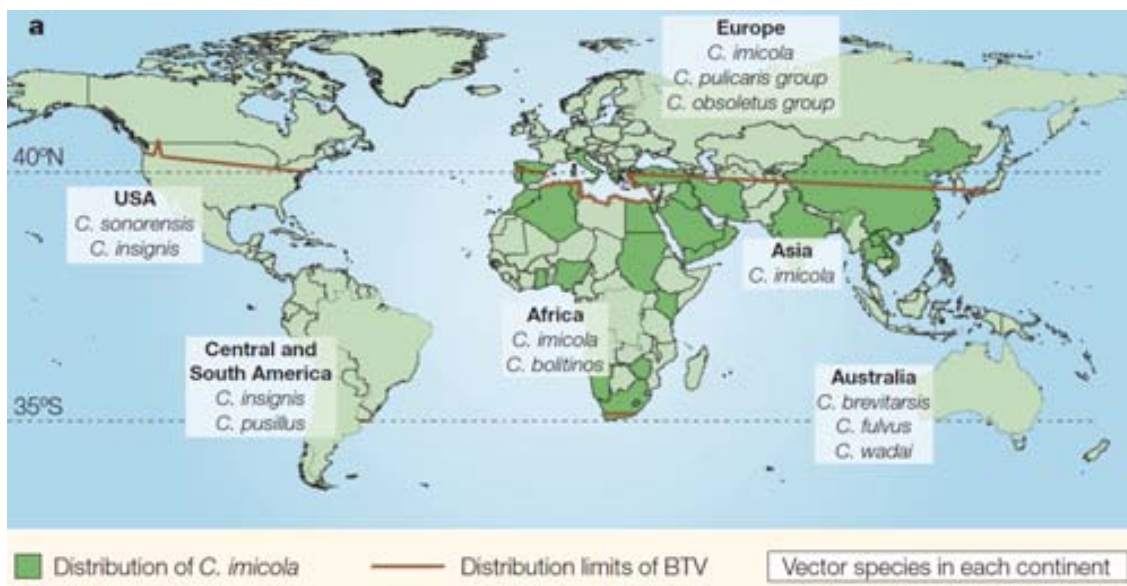 a
Europe
C. imicola
C. pulicaris group
C. obsoletus group
40ºN
USA
C. sonorensis
C. insignis
Asia
C. imicola
Africa
C. imicola
C. bolitinos
Central and
South America
C. insignis
C. pusillus
Australia
C. brevitarsis
C. fulvus
C. wadai
35ºS
Distribution of C. imicola
Distribution limits of BTV
Vector species in each continent